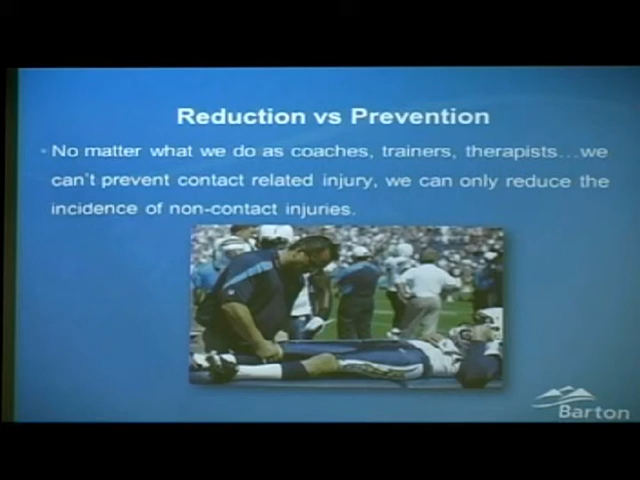 Reduction vs Prevention
No matter what we do as coaches, trainers, therapists...we
can't prevent contact related injury, we can only reduce the
incidence of non-contact injuries.
Barton